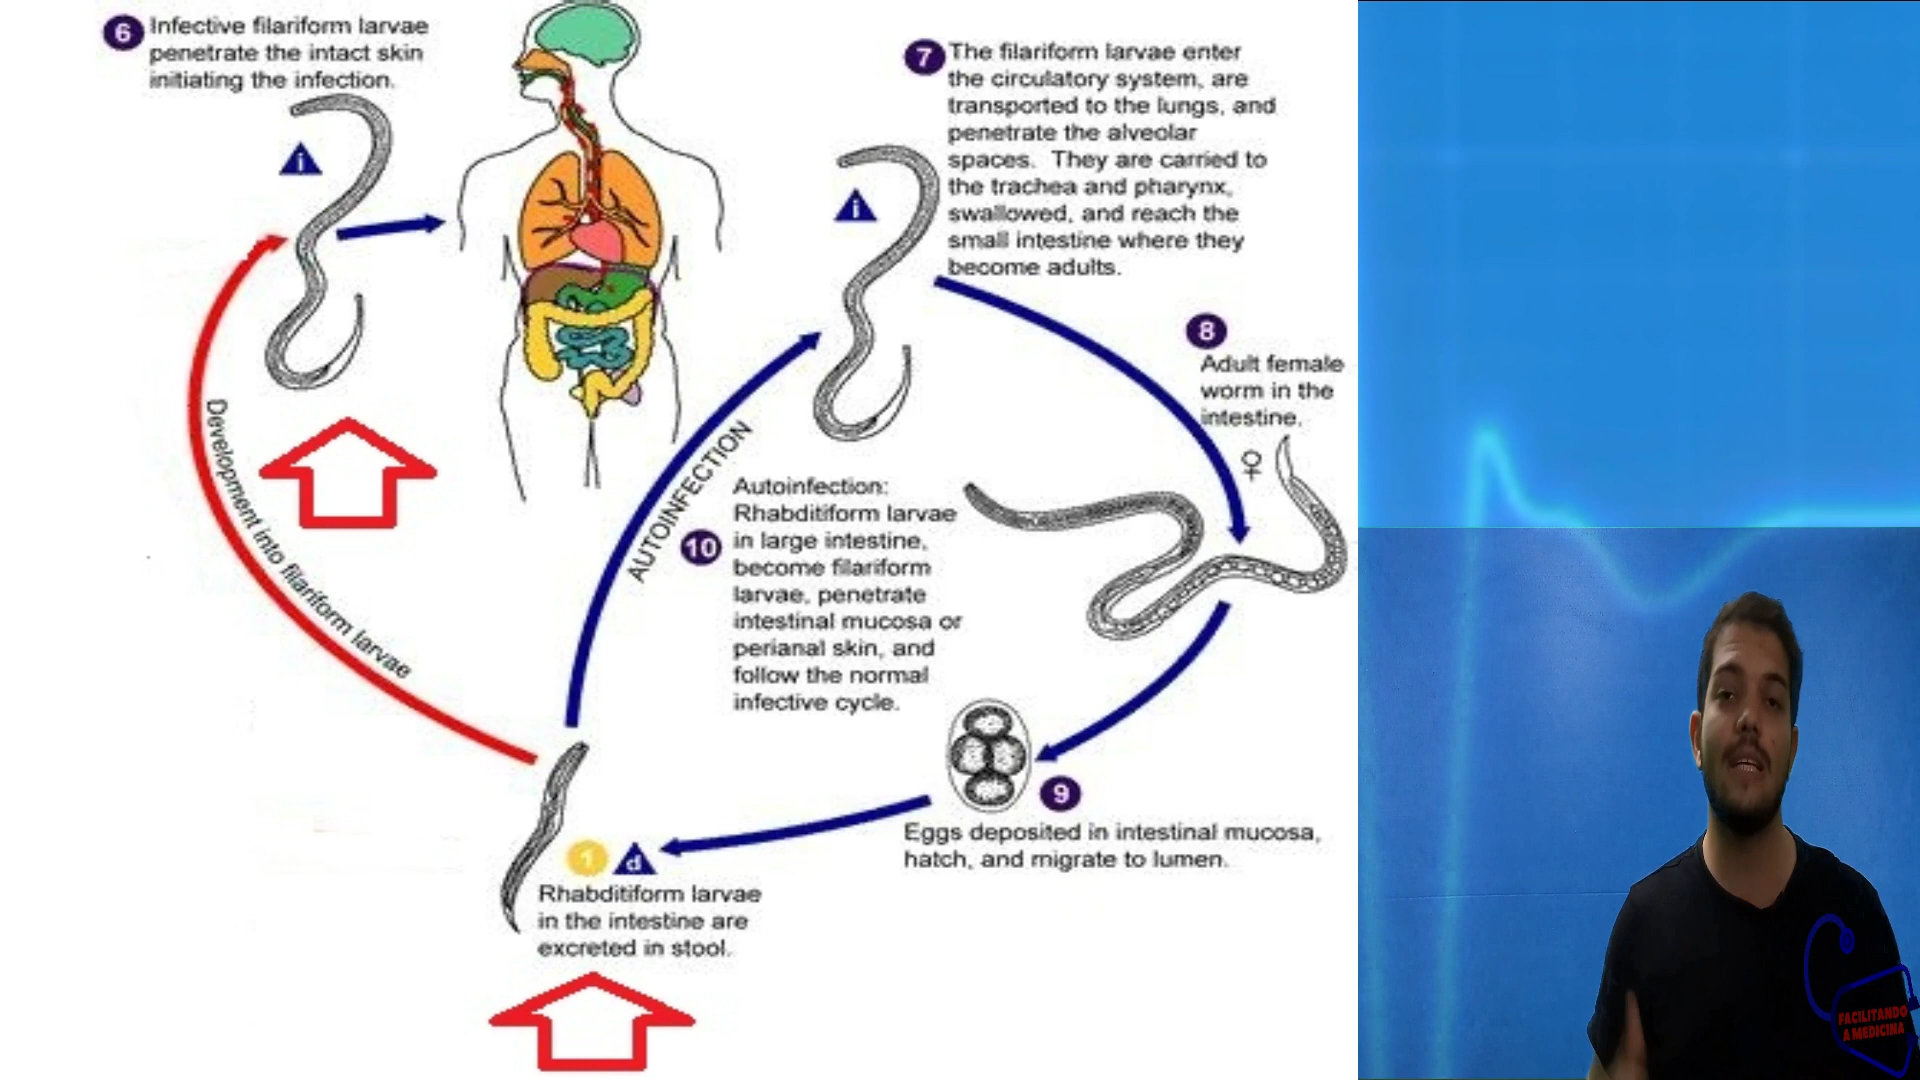 6 Infective filariform larvae
penetrate the intact skin
initiating the infection.
i
7 The filariform larvae enter
the circulatory system, are
transported to the lungs, and
penetrate the alveolar
spaces. They are carried to
the trachea and pharynx,
swallowed, and reach the
small intestine where they
become adults.
i
8
Adult female
worm in the
intestine.
♀
Development into filariform larvae
AUTOINFECTION
10
Autoinfection:
Rhabditiform larvae
in large intestine,
become filariform
larvae, penetrate
intestinal mucosa or
perianal skin, and
follow the normal
infective cycle.
9
Eggs deposited in intestinal mucosa,
hatch, and migrate to lumen.
1 d
Rhabditiform larvae
in the intestine are
excreted in stool.
FACILITANDO
A MEDICINA